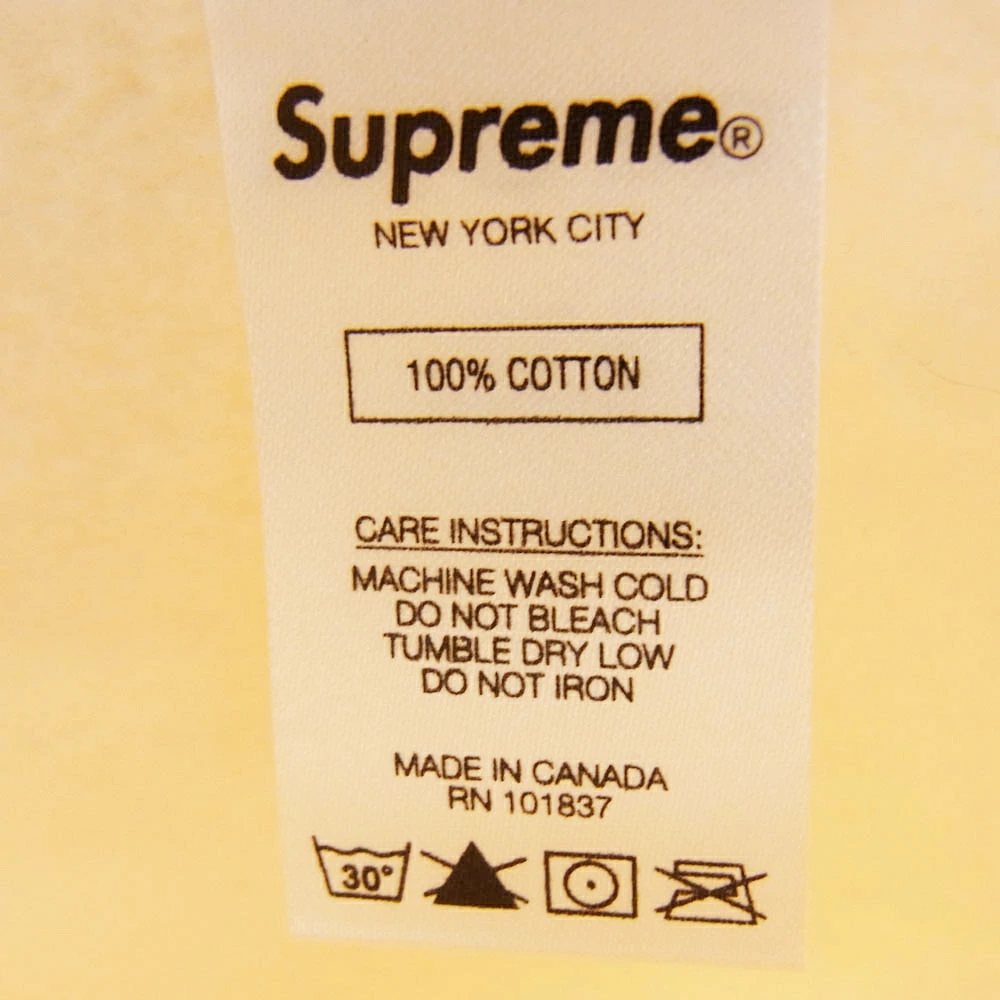 Supreme®
NEW YORK CITY
100% COTTON
CARE INSTRUCTIONS:
MACHINE WASH COLD
DO NOT BLEACH
TUMBLE DRY LOW
DO NOT IRON
MADE IN CANADA
RN 101837
30°